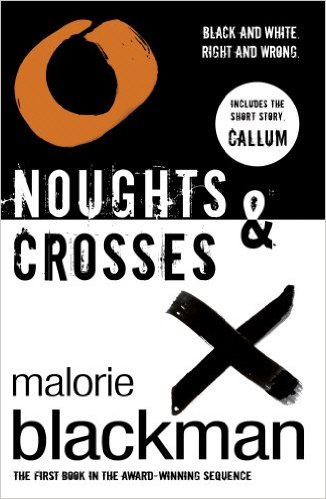 BLACK AND WHITE.
RIGHT AND WRONG.
INCLUDES THE
SHORT STORY,
CALLUM
NOUGHTS
&
CROSSES
malorie
blackman
THE FIRST BOOK IN THE AWARD-WINNING SEQUENCE